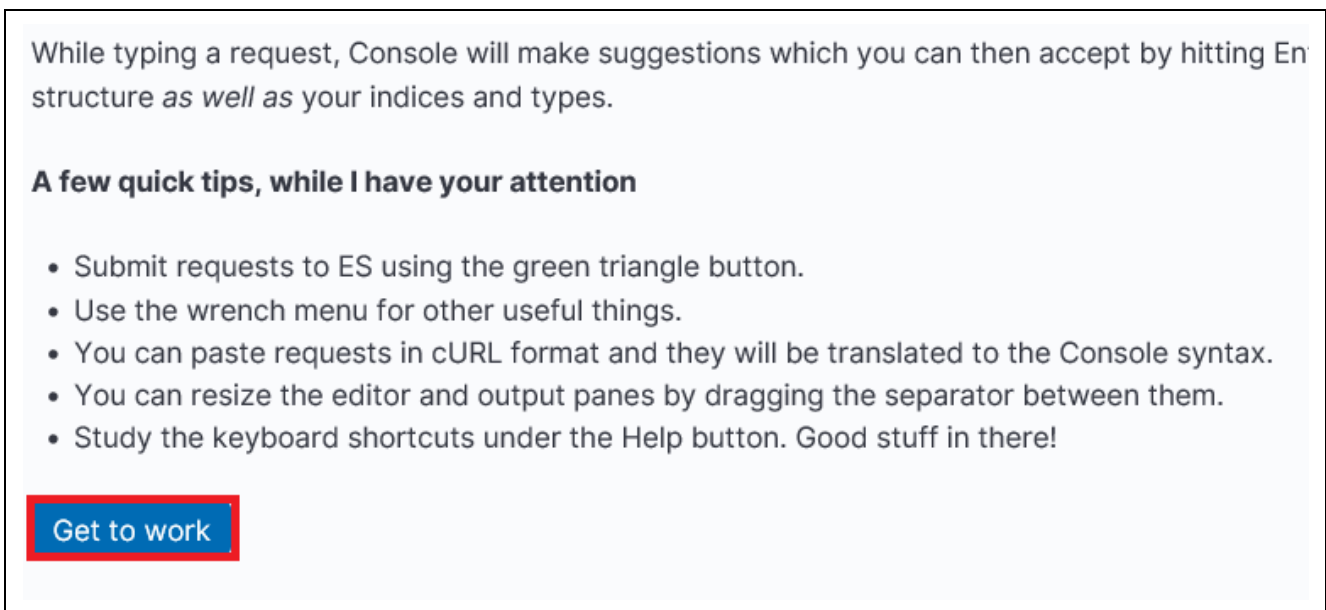 While typing a request, Console will make suggestions which you can then accept by hitting
structure as well as your indices and types.
A few quick tips, while I have your attention
• Submit requests to ES using the green triangle button.
• Use the wrench menu for other useful things.
• You can paste requests in cURL format and they will be translated to the Console syntax.
• You can resize the editor and output panes by dragging the separator between them.
• Study the keyboard shortcuts under the Help button. Good stuff in there!
Get to work